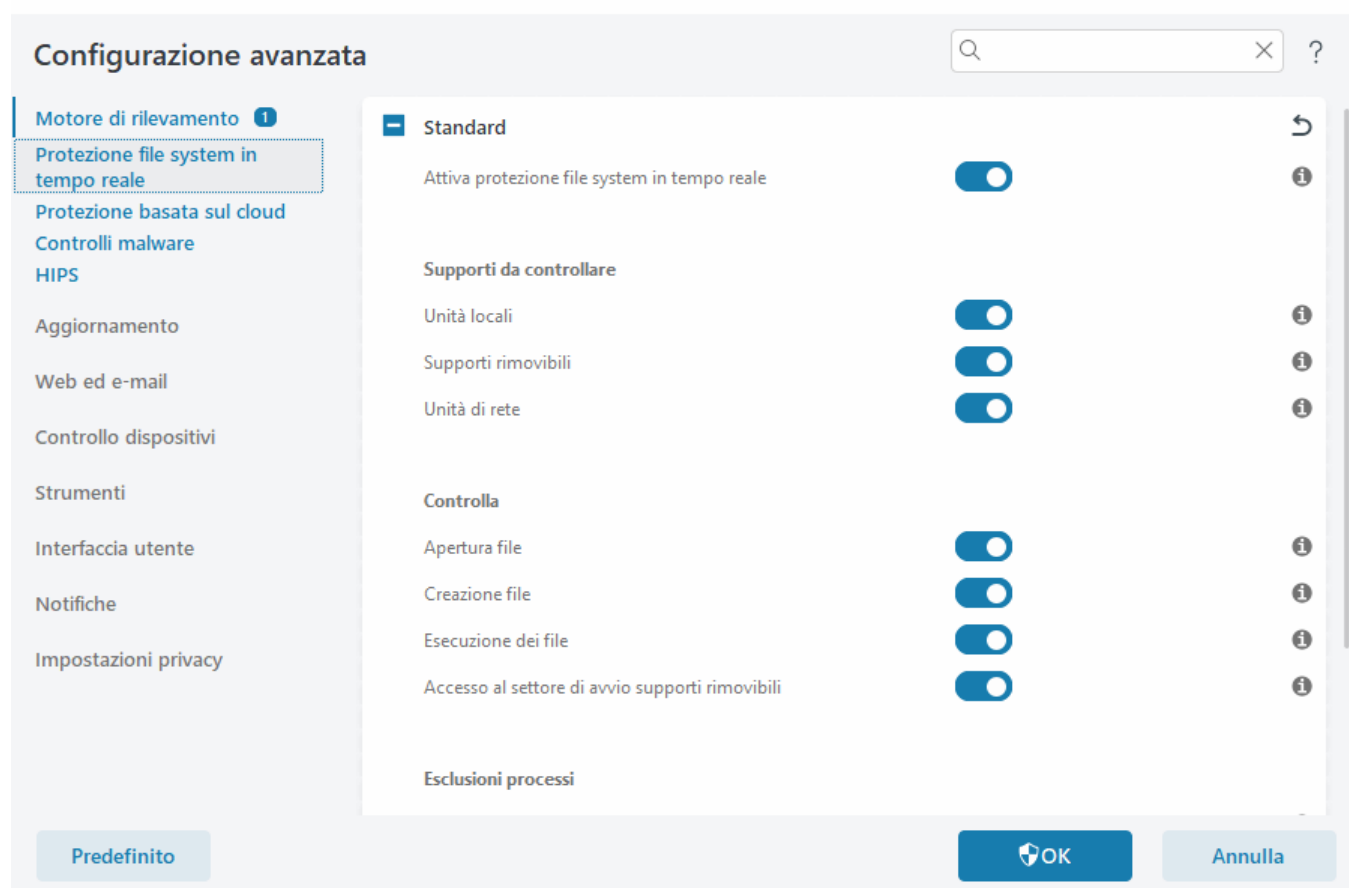 Configurazione avanzata
?
Motore di rilevamento 1
Protezione file system in
tempo reale
Protezione basata sul cloud
Controlli malware
HIPS
Aggiornamento
Web ed e-mail
Controllo dispositivi
Strumenti
Interfaccia utente
Notifiche
Impostazioni privacy
Standard
Attiva protezione file system in tempo reale
Supporti da controllare
Unità locali
Supporti rimovibili
Unità di rete
Controlla
Apertura file
Creazione file
Esecuzione dei file
Accesso al settore di avvio supporti rimovibili
Esclusioni processi
Predefinito
OK
Annulla